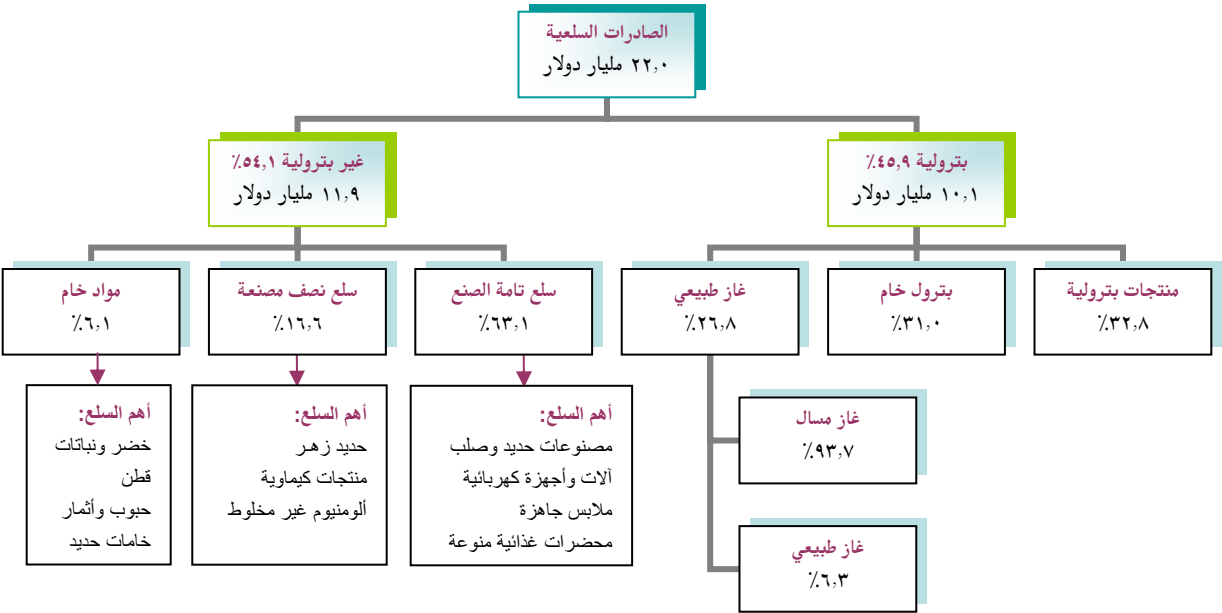 الصادرات السلعية
٢٢,٠ مليار دولار
بترولية ٤٥,٩٪
١٠,١ مليار دولار
غير بترولية ٥٤,١٪
١١,٩ مليار دولار
منتجات بترولية
٣٢,٨٪
بترول خام
٣١,٠٪
غاز طبيعي
٢٦,٨٪
سلع تامة الصنع
٦٣,١٪
سلع نصف مصنعة
١٦,٦٪
مواد خام
٦,١٪
غاز مسال
٩٣,٧٪
غاز طبيعي
٦,٣٪
أهم السلع:
مصنوعات حديد وصلب
آلات وأجهزة كهربائية
ملابس جاهزة
محضرات غذائية منوعة
أهم السلع:
حديد زهر
منتجات كيماوية
ألومنيوم غير مخلوط
أهم السلع:
خضر ونباتات
قطن
حبوب وأثمار
خامات حديد